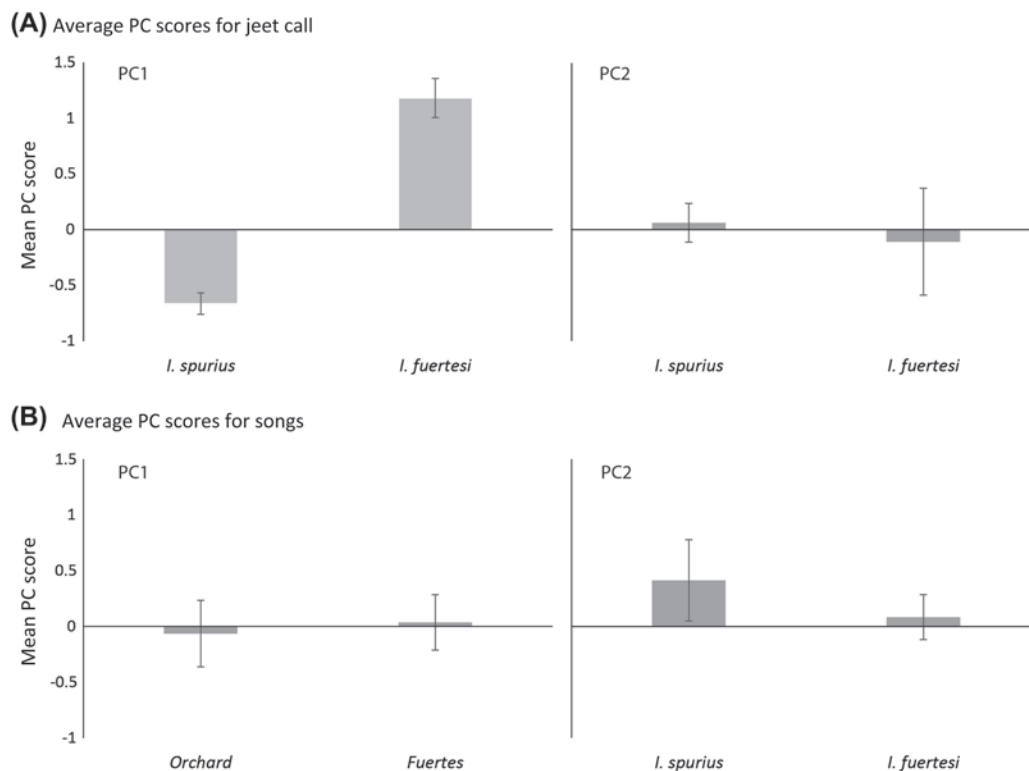 (A) Average PC scores for jeet call
PC1
PC2
1.5
1
0.5
0
-0.5
-1
Mean PC score
I. spurius
I. fuertesi
I. spurius
I. fuertesi
(B) Average PC scores for songs
PC1
PC2
1.5
1
0.5
0
-0.5
-1
Mean PC score
Orchard
Fuertes
I. spurius
I. fuertesi